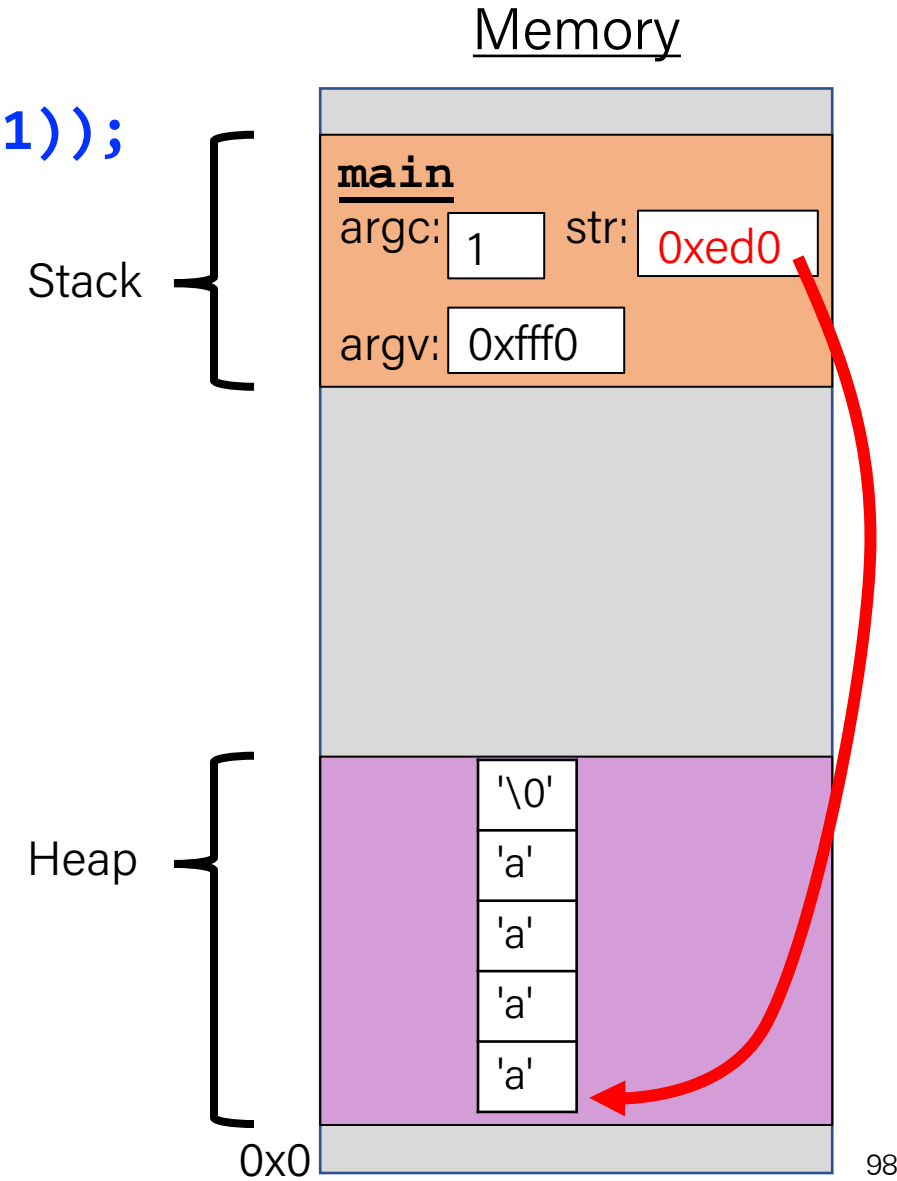 Memory
1));
main
argc: 1 str: 0xed0
Stack
argv: 0xfff0
'\0'
'a'
Heap
'a'
'a'
'a'
0x0
98